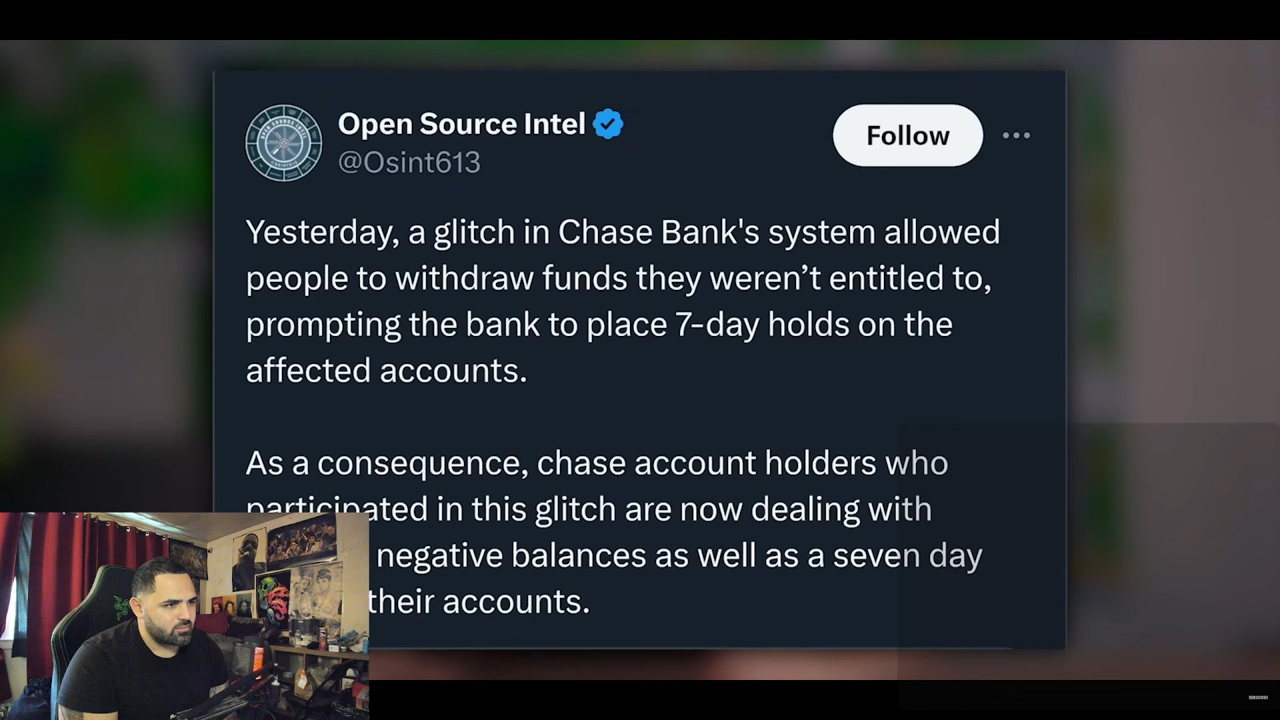 Open Source Intel
Follow
@Osint613
Yesterday, a glitch in Chase Bank's system allowed
people to withdraw funds they weren’t entitled to,
prompting the bank to place 7-day holds on the
affected accounts.
As a consequence, chase account holders who
participated in this glitch are now dealing with
negative balances as well as a seven day
their accounts.
SUBSCRIBE